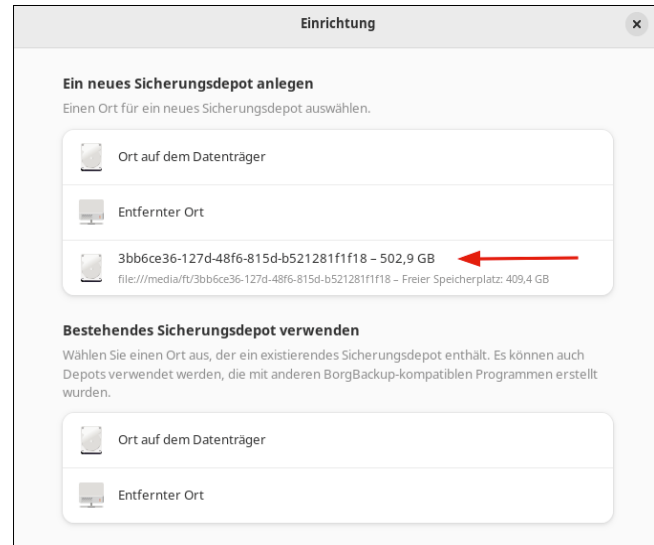 Einrichtung
Ein neues Sicherungsdepot anlegen
Einen Ort für ein neues Sicherungsdepot auswählen.
Ort auf dem Datenträger
Entfernter Ort
3bb6ce36-127d-48f6-815d-b521281f1f18 – 502,9 GB
file:///media/ft/3bb6ce36-127d-48f6-815d-b521281f1f18 – Freier Speicherplatz: 409,4 GB
Bestehendes Sicherungsdepot verwenden
Wählen Sie einen Ort aus, der ein existierendes Sicherungsdepot enthält. Es können auch
Depots verwendet werden, die mit anderen BorgBackup-kompatiblen Programmen erstellt
wurden.
Ort auf dem Datenträger
Entfernter Ort